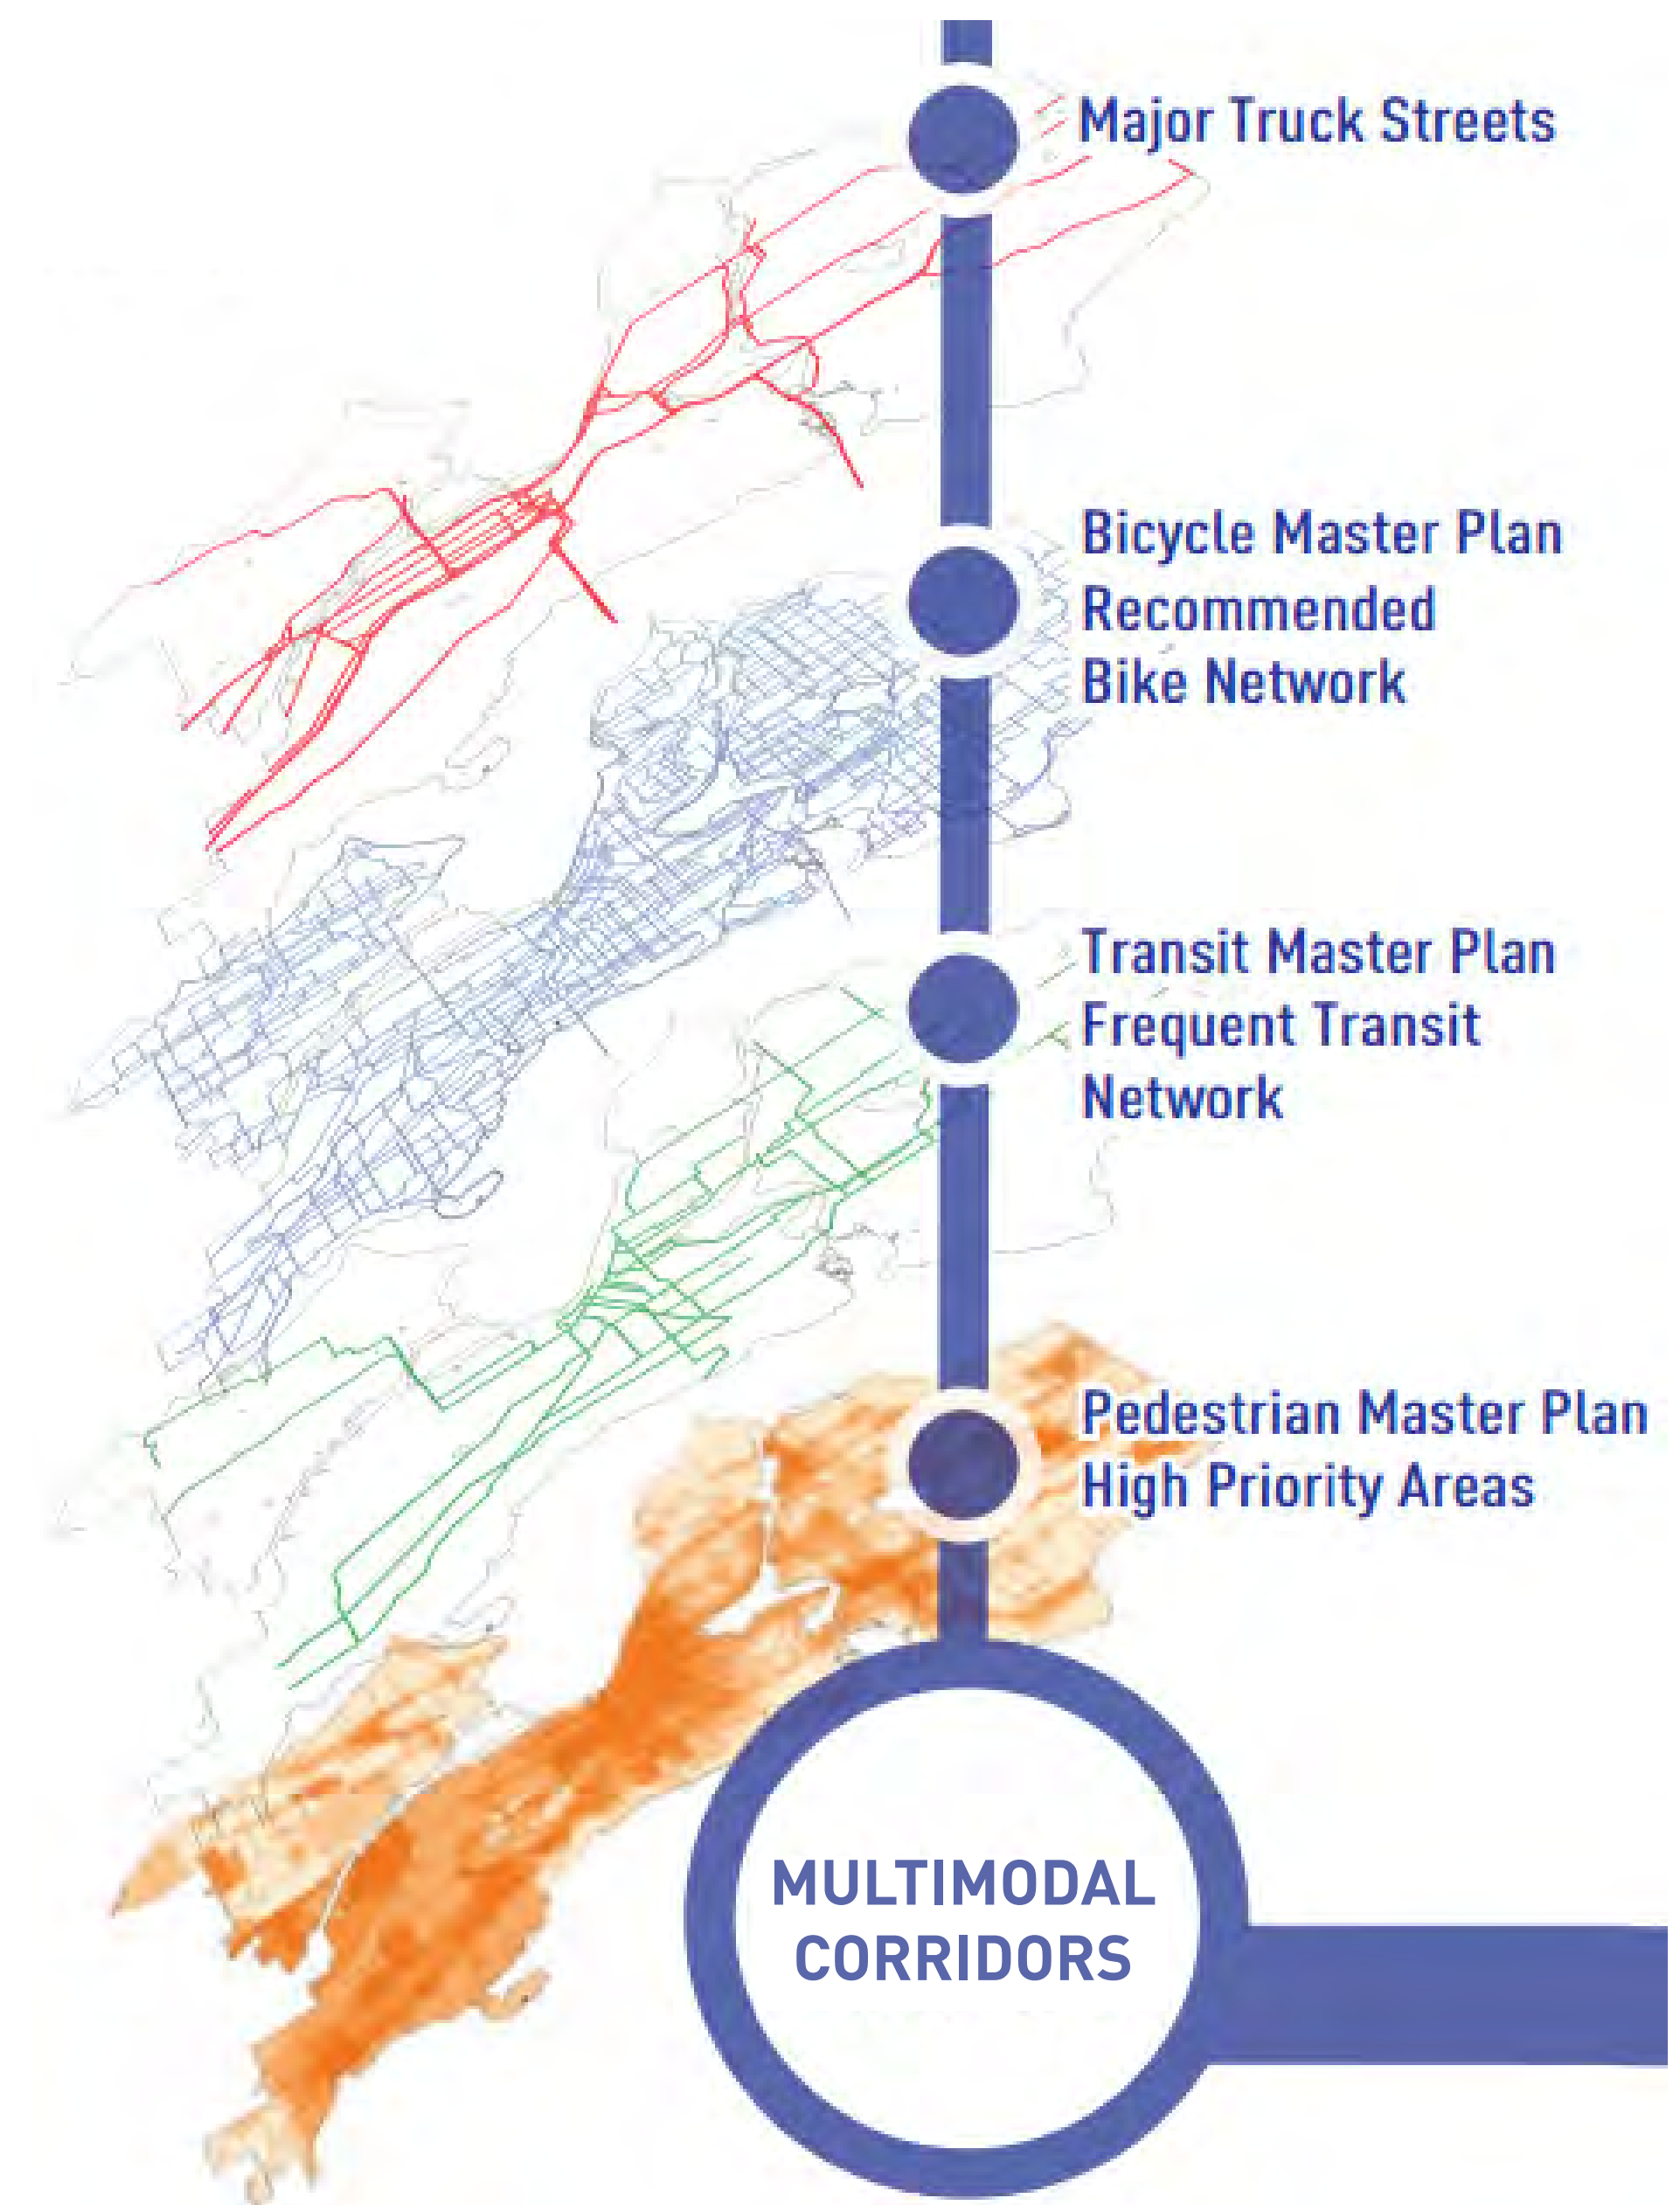 Major Truck Streets
Bicycle Master Plan
Recommended
Bike Network
Transit Master Plan
Frequent Transit
Network
Pedestrian Master Plan
High Priority Areas
MULTIMODAL
CORRIDORS